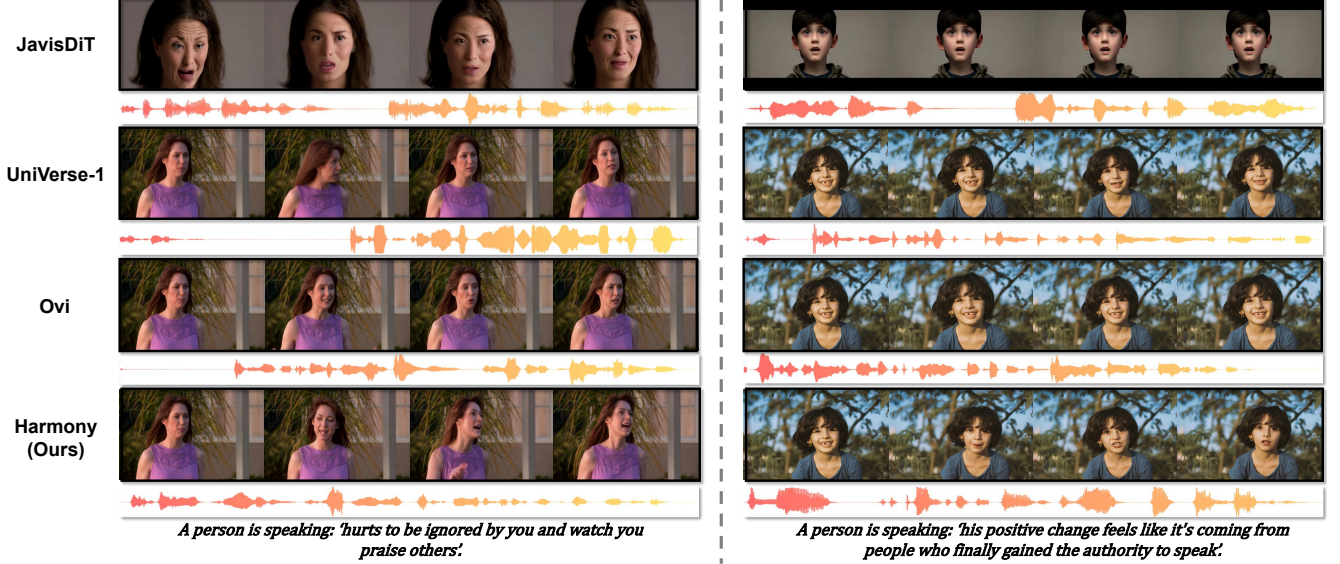 JavisDiT
UniVerse-1
Ovi
Harmony
(Ours)
A person is speaking: 'hurts to be ignored by you and watch you
praise others'.
A person is speaking: 'his positive change feels like it's coming from
people who finally gained the authority to speak'.